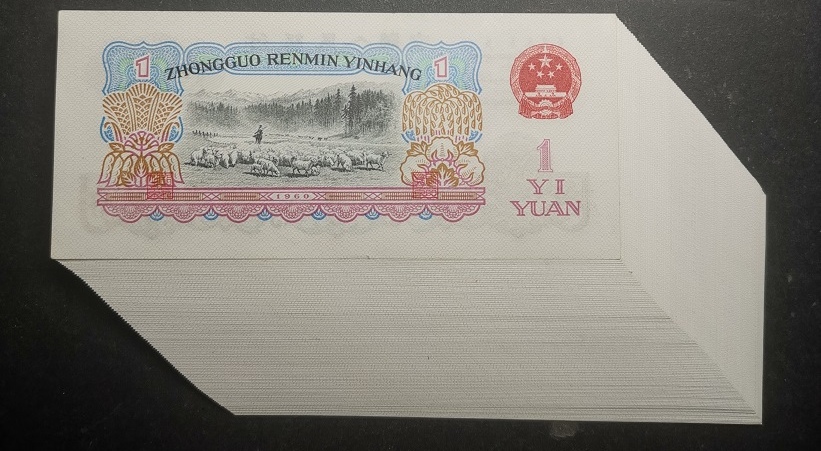 1 ZHONGGUO RENMIN YINHANG 1
1960
1
YI
YUAN